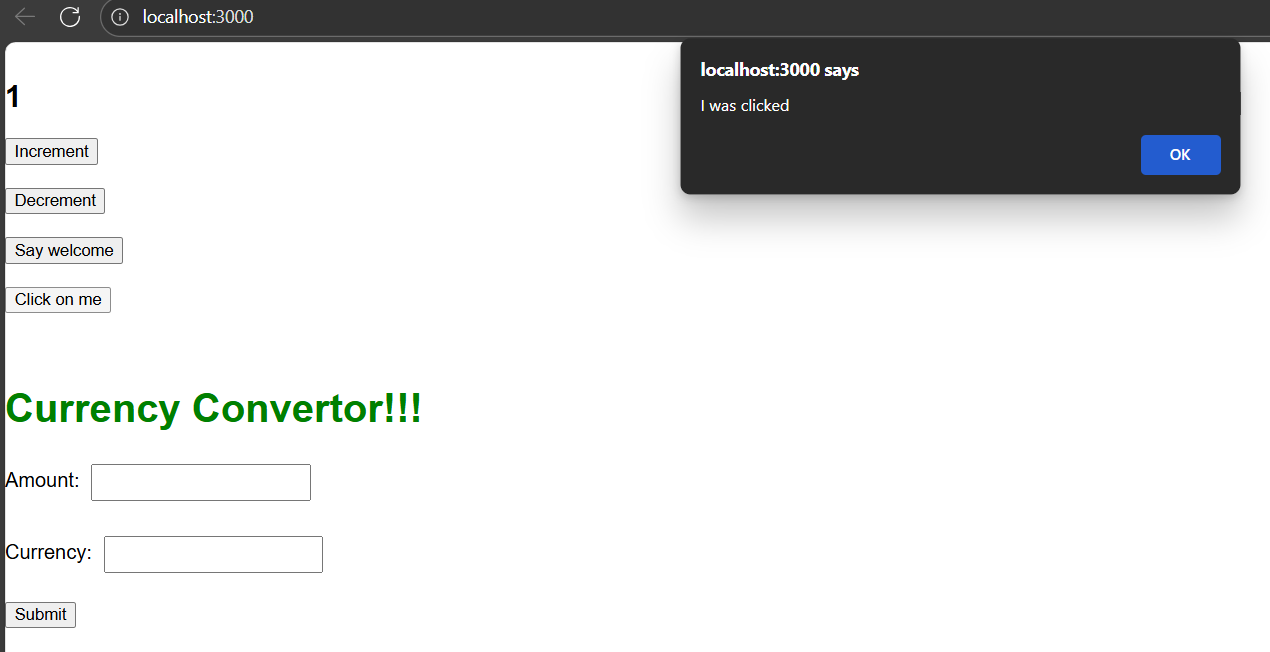 localhost:3000
localhost:3000 says
I was clicked
OK
1
Increment
Decrement
Say welcome
Click on me
Currency Convertor!!!
Amount:
Currency:
Submit